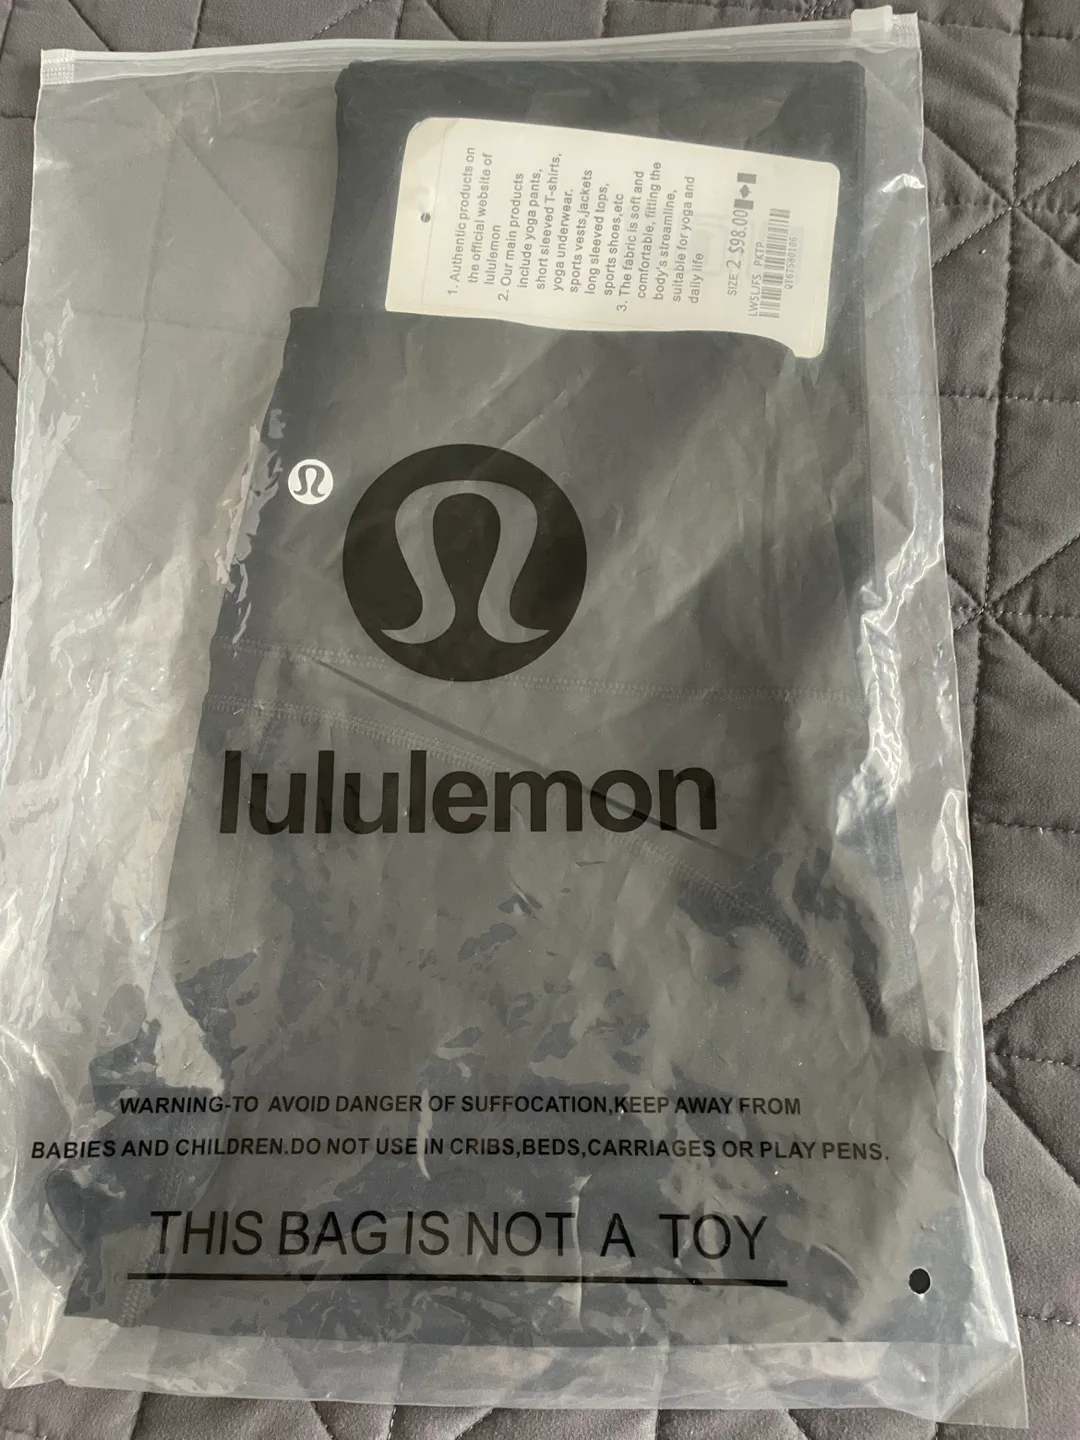 1. Authentic products on
the official website of
lululemon
2. Our main products
include yoga pants,
short sleeved T-shirts,
yoga underwear,
sports vests,jackets
long sleeved tops,
sports shoes,etc
3. The fabric is soft and
comfortable, fitting the
body's streamline,
suitable for yoga and
daily life
SIZE 2 $98.00
LW5LJFS PKTP
lululemon
WARNING-TO AVOID DANGER OF SUFFOCATION,KEEP AWAY FROM
BABIES AND CHILDREN.DO NOT USE IN CRIBS,BEDS,CARRIAGES OR PLAY PENS.
THIS BAG IS NOT A TOY